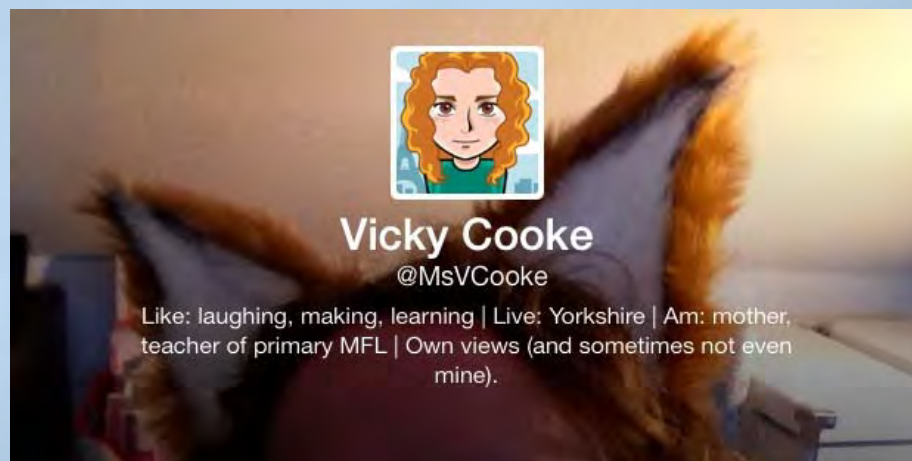 Vicky Cooke
@MsVCooke
Like: laughing, making, learning | Live: Yorkshire | Am: mother,
teacher of primary MFL | Own views (and sometimes not even
mine).